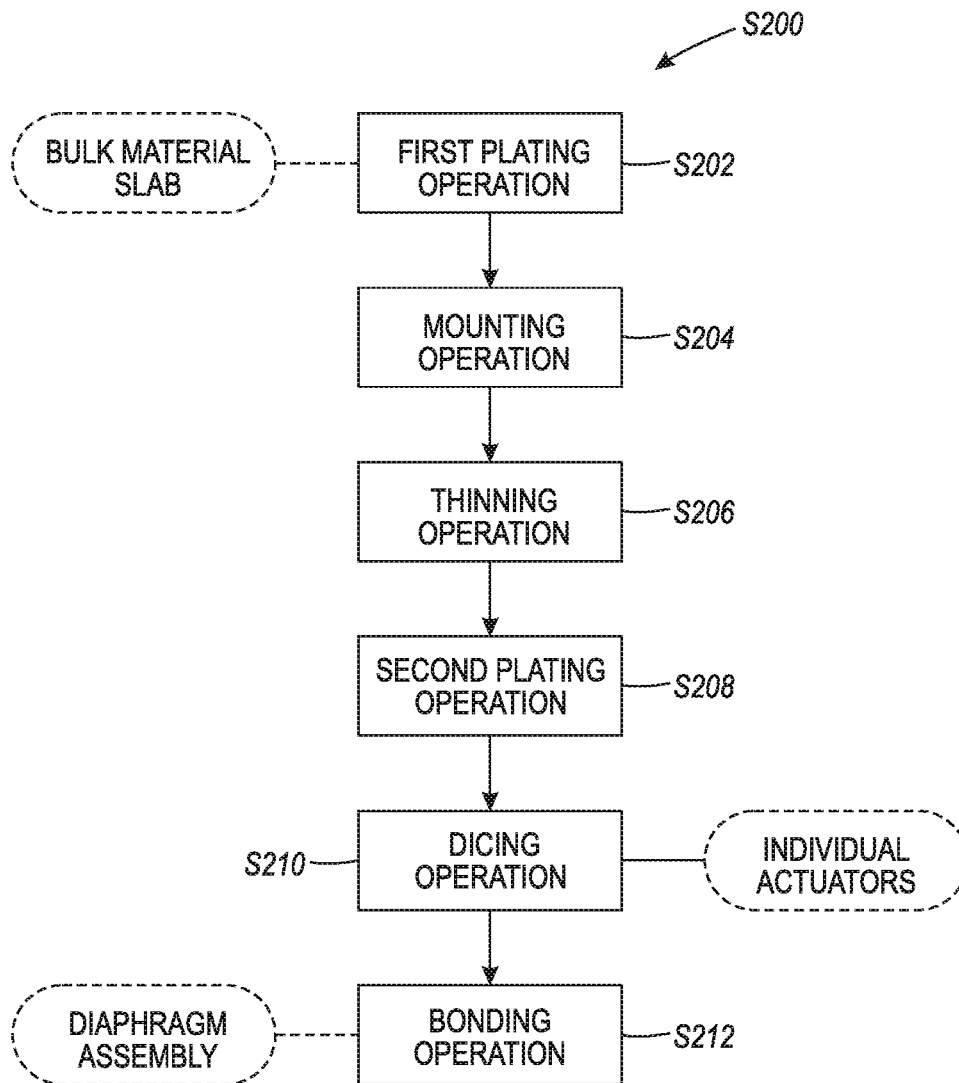 S200
BULK MATERIAL
SLAB
FIRST PLATING
OPERATION
S202
MOUNTING
OPERATION
S204
THINNING
OPERATION
S206
SECOND PLATING
OPERATION
S208
S210
DICING
OPERATION
INDIVIDUAL
ACTUATORS
DIAPHRAGM
ASSEMBLY
BONDING
OPERATION
S212